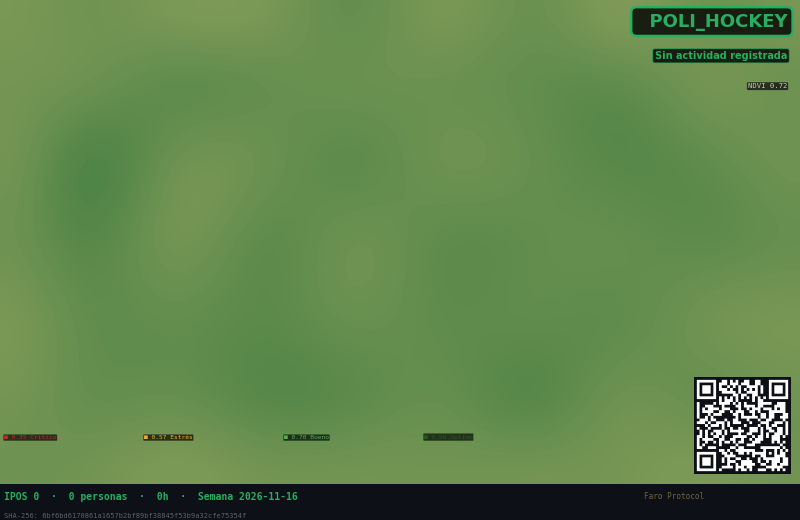 POLI_HOCKEY
Sin actividad registrada
NDVI 0.72
■ 0.57 Estrés
■ 0.70 Bueno
IPOS 0 · 0 personas · 0h · Semana 2026-11-16
Faro Protocol
SHA-256: 6bf6bd6170861a1657b2bf89bf38845f53b9a32cfe75354f